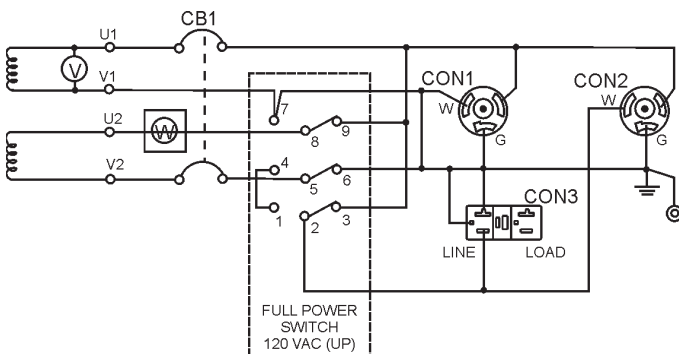 CB1
U1
V
V1
CON1
CON2
W
W
7
G
G
U2
W
8
9
V2
4
5
6
1
2
3
CON3
LINE
LOAD
FULL POWER
SWITCH
120 VAC (UP)